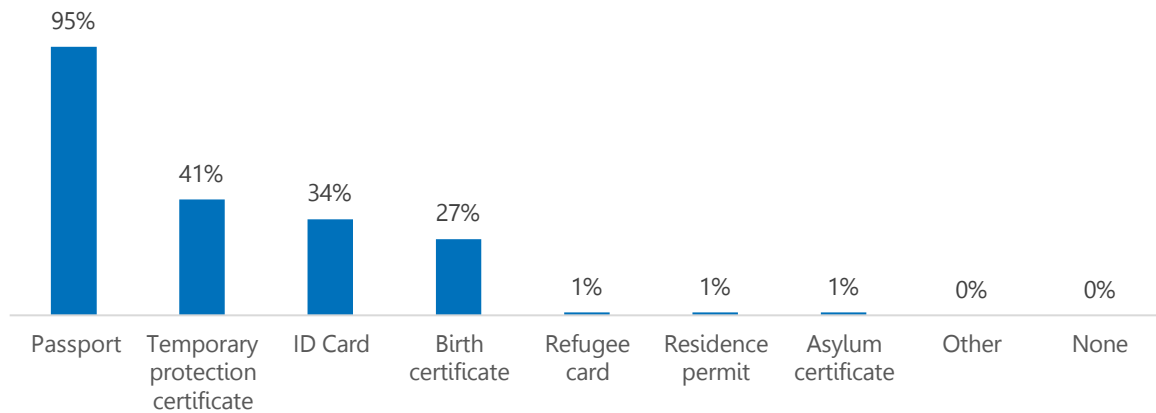 95%
41%
34%
27%
1%
1%
1%
0%
0%
Passport
Temporary
protection
certificate
ID Card
Birth
certificate
Refugee
card
Residence
permit
Asylum
certificate
Other
None